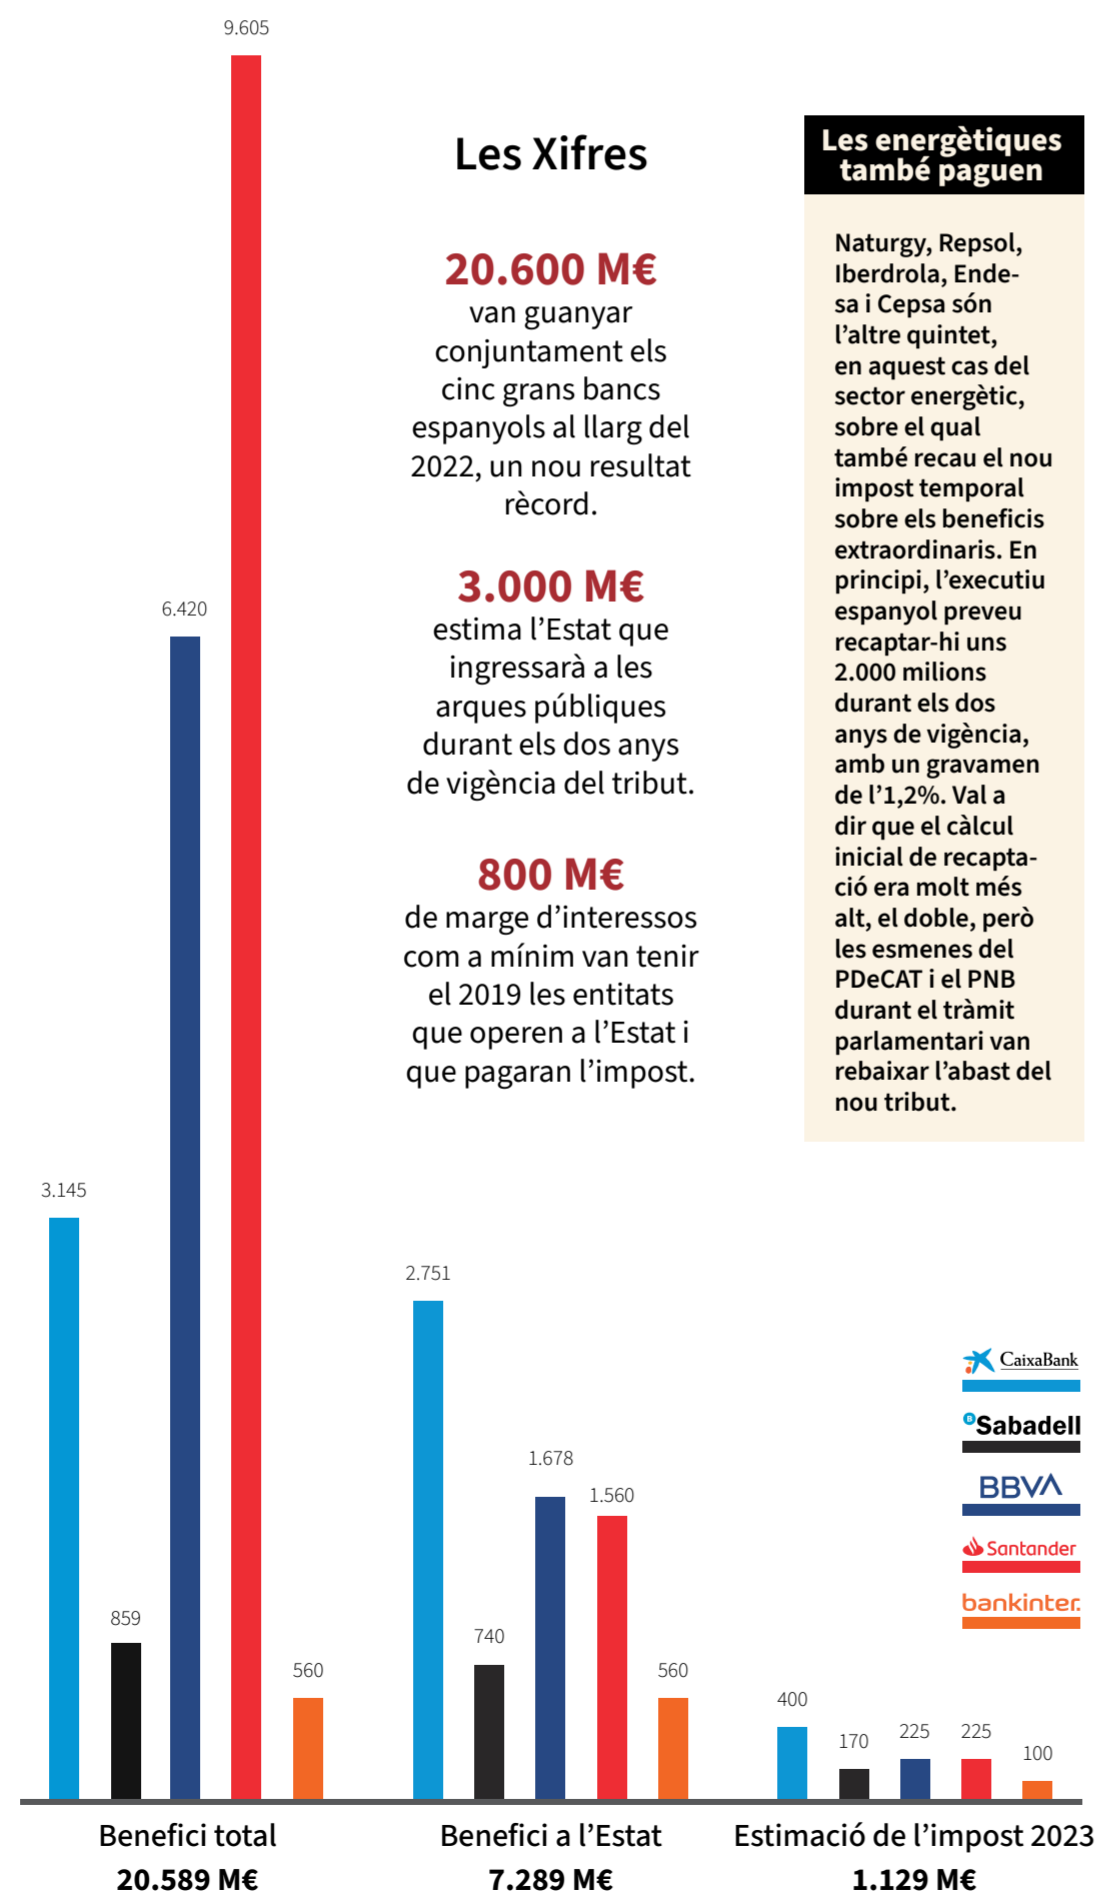 9.605
Les Xifres
20.600 M€
van guanyar
conjuntament els
cinc grans bancs
espanyols al llarg del
2022, un nou resultat
rècord.
3.000 M€
estima l’Estat que
ingressarà a les
arques públiques
durant els dos anys
de vigència del tribut.
800 M€
de marge d’interessos
com a mínim van tenir
el 2019 les entitats
que operen a l’Estat i
que pagaran l’impost.
Les energètiques
també paguen
Naturgy, Repsol,
Iberdrola, Ende-
sa i Cepsa són
l’altre quintet,
en aquest cas del
sector energètic,
sobre el qual
també recau el nou
impost temporal
sobre els beneficis
extraordinaris. En
principi, l’executiu
espanyol preveu
recaptar-hi uns
2.000 milions
durant els dos
anys de vigència,
amb un gravamen
de l’1,2%. Val a
dir que el càlcul
inicial de recapta-
ció era molt més
alt, el doble, però
les esmenes del
PDeCAT i el PNB
durant el tràmit
parlamentari van
rebaixar l’abast del
nou tribut.
6.420
3.145
859
560
2.751
740
1.678
1.560
560
400
170
225
225
100
CaixaBank
B Sabadell
BBVA
Santander
bankinter.
Benefici total
20.589 M€
Benefici a l’Estat
7.289 M€
Estimació de l’impost 2023
1.129 M€